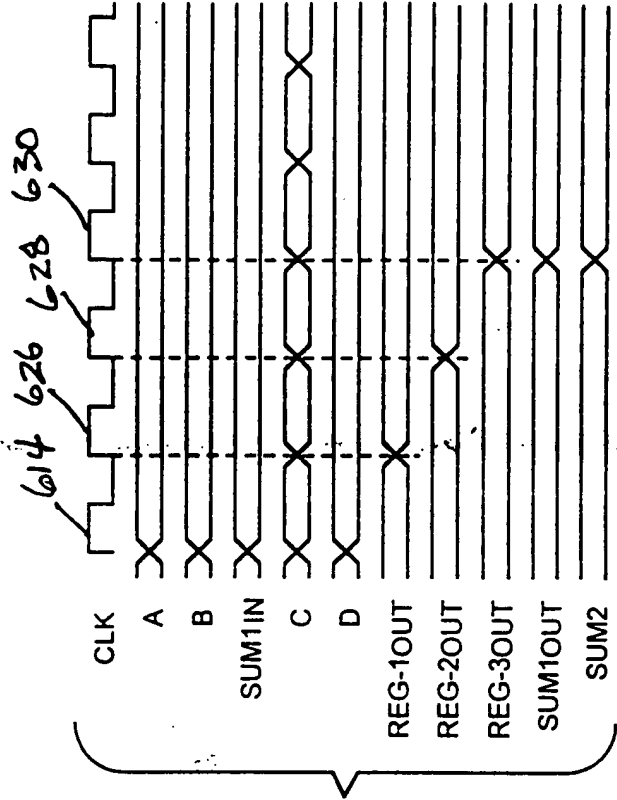 614 626 628 630
CLK
A
B
SUM1IN
C
D
REG-1OUT
REG-2OUT
REG-3OUT
SUM1OUT
SUM2